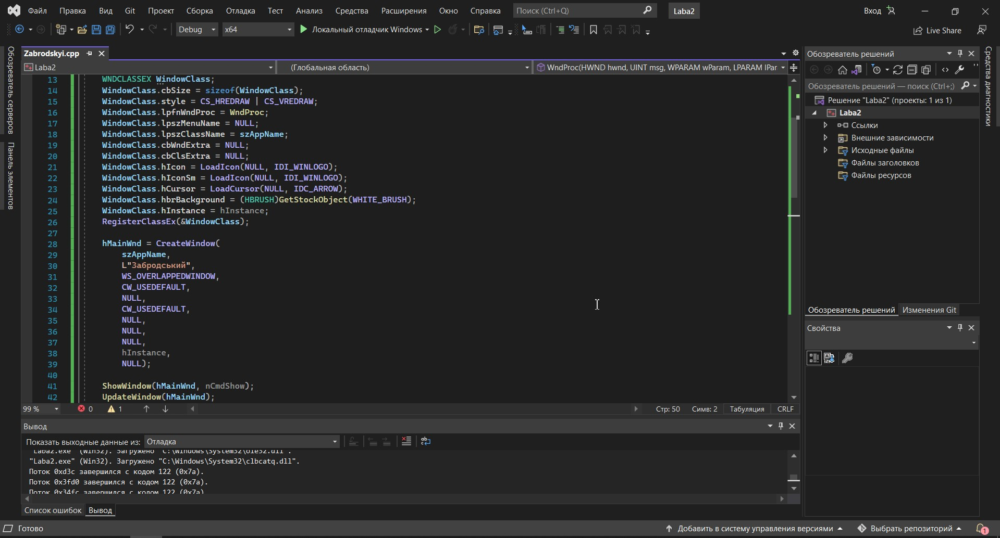 Файл Правка Вид Git Проект Сборка Отладка Тест Анализ Средства Расширения Окно Справка Поиск (Ctrl+Q) Laba2 Вход
Debug x64 Локальный отладчик Windows Live Share
Обозреватель серверов
Панель элементов
Zabrodskyi.cpp
Laba2 (Глобальная область) WndProc(HWND hwnd, UINT msg, WPARAM wParam, LPARAM lPar
13 WNDCLASSEX WindowClass;
14 WindowClass.cbSize = sizeof(WindowClass);
15 WindowClass.style = CS_HREDRAW | CS_VREDRAW;
16 WindowClass.lpfnWndProc = WndProc;
17 WindowClass.lpszMenuName = NULL;
18 WindowClass.lpszClassName = szAppName;
19 WindowClass.cbWndExtra = NULL;
20 WindowClass.cbClsExtra = NULL;
21 WindowClass.hIcon = LoadIcon(NULL, IDI_WINLOGO);
22 WindowClass.hIconSm = LoadIcon(NULL, IDI_WINLOGO);
23 WindowClass.hCursor = LoadCursor(NULL, IDC_ARROW);
24 WindowClass.hbrBackground = (HBRUSH)GetStockObject(WHITE_BRUSH);
25 WindowClass.hInstance = hInstance;
26 RegisterClassEx(&WindowClass);
27
28 hMainWnd = CreateWindow(
29 szAppName,
30 L"Забродський",
31 WS_OVERLAPPEDWINDOW,
32 CW_USEDEFAULT,
33 NULL,
34 CW_USEDEFAULT,
35 NULL,
36 NULL,
37 NULL,
38 hInstance,
39 NULL);
40
41 ShowWindow(hMainWnd, nCmdShow);
42 UpdateWindow(hMainWnd);
99 % 0 1 Стр: 50 Симв: 2 Табуляция CRLF
Вывод
Показать выходные данные из: Отладка
"Laba2.exe" (Win32). Загружено "C:\Windows\System32\ole32.dll".
"Laba2.exe" (Win32). Загружено "C:\Windows\System32\clbcatq.dll".
Поток 0xd3c завершился с кодом 122 (0x7a).
Поток 0x3fd0 завершился с кодом 122 (0x7a).
Поток 0x34fc завершился с кодом 122 (0x7a)
Список ошибок Вывод
Обозреватель решений
Обозреватель решений — поиск (Ctrl+;)
Решение "Laba2" (проекты: 1 из 1)
Laba2
Ссылки
Внешние зависимости
Исходные файлы
Файлы заголовков
Файлы ресурсов
Обозреватель решений Изменения Git
Свойства
Средства диагностики
Готово Добавить в систему управления версиями Выбрать репозиторий 1